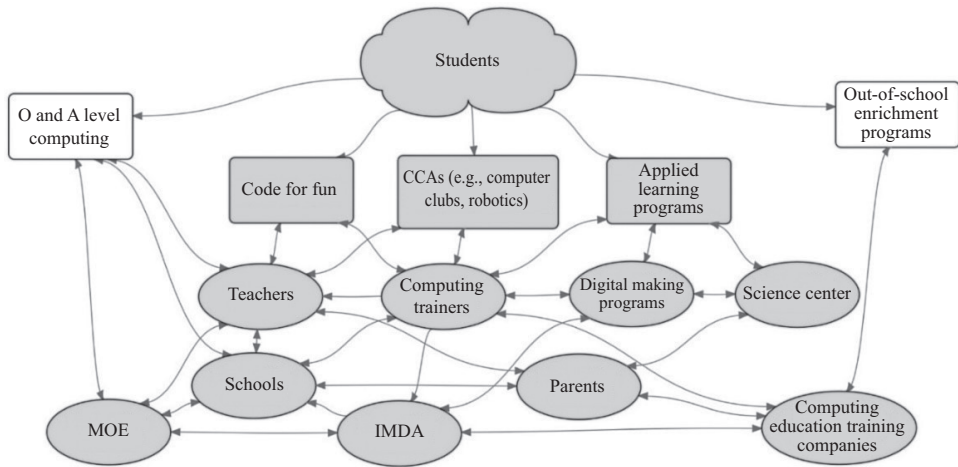 Students
O and A level
computing
Out-of-school
enrichment
programs
Code for fun
CCAs (e.g., computer
clubs, robotics)
Applied
learning
programs
Teachers
Computing
trainers
Digital making
programs
Science center
Schools
Parents
MOE
IMDA
Computing
education training
companies